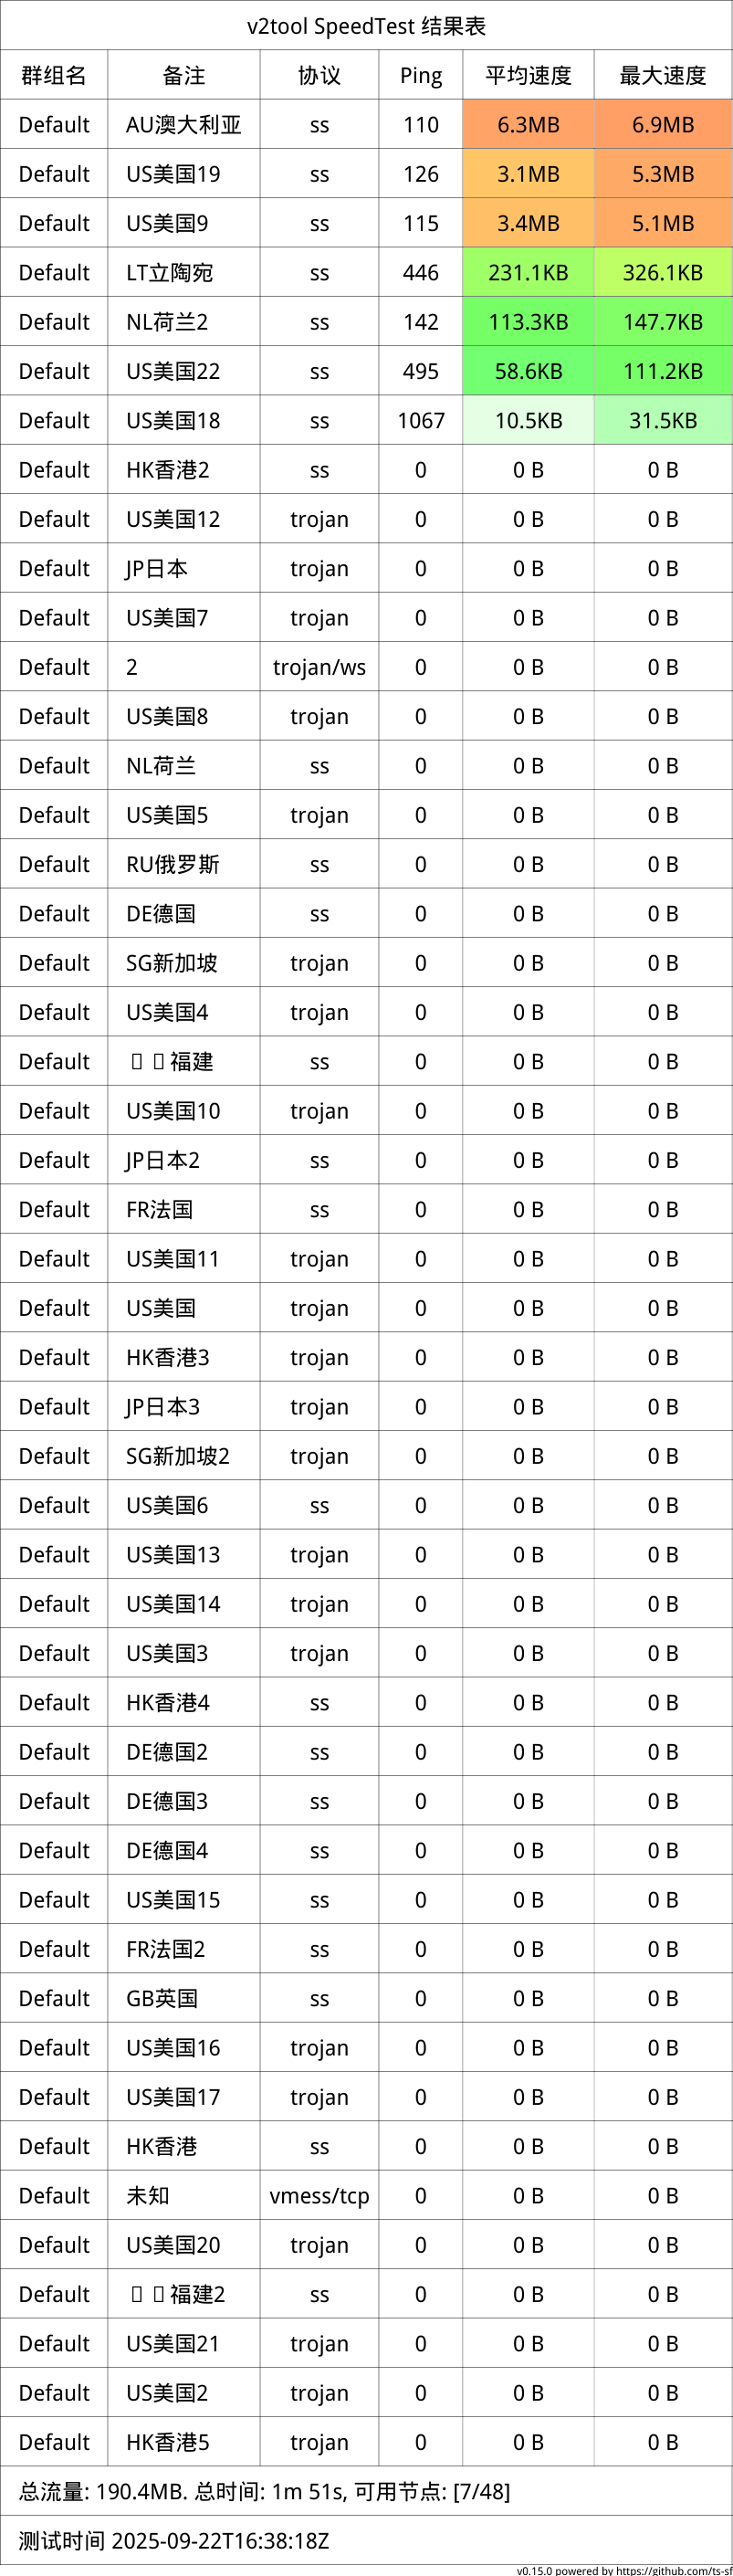 v2tool SpeedTest 结果表
群组名 备注 协议 Ping 平均速度 最大速度
Default AU澳大利亚 ss 110 6.3MB 6.9MB
Default US美国19 ss 126 3.1MB 5.3MB
Default US美国9 ss 115 3.4MB 5.1MB
Default LT立陶宛 ss 446 231.1KB 326.1KB
Default NL荷兰2 ss 142 113.3KB 147.7KB
Default US美国22 ss 495 58.6KB 111.2KB
Default US美国18 ss 1067 10.5KB 31.5KB
Default HK香港2 ss 0 0 B 0 B
Default US美国12 trojan 0 0 B 0 B
Default JP日本 trojan 0 0 B 0 B
Default US美国7 trojan 0 0 B 0 B
Default 2 trojan/ws 0 0 B 0 B
Default US美国8 trojan 0 0 B 0 B
Default NL荷兰 ss 0 0 B 0 B
Default US美国5 trojan 0 0 B 0 B
Default RU俄罗斯 ss 0 0 B 0 B
Default DE德国 ss 0 0 B 0 B
Default SG新加坡 trojan 0 0 B 0 B
Default US美国4 trojan 0 0 B 0 B
Default 福建 ss 0 0 B 0 B
Default US美国10 trojan 0 0 B 0 B
Default JP日本2 ss 0 0 B 0 B
Default FR法国 ss 0 0 B 0 B
Default US美国11 trojan 0 0 B 0 B
Default US美国 trojan 0 0 B 0 B
Default HK香港3 trojan 0 0 B 0 B
Default JP日本3 trojan 0 0 B 0 B
Default SG新加坡2 trojan 0 0 B 0 B
Default US美国6 ss 0 0 B 0 B
Default US美国13 trojan 0 0 B 0 B
Default US美国14 trojan 0 0 B 0 B
Default US美国3 trojan 0 0 B 0 B
Default HK香港4 ss 0 0 B 0 B
Default DE德国2 ss 0 0 B 0 B
Default DE德国3 ss 0 0 B 0 B
Default DE德国4 ss 0 0 B 0 B
Default US美国15 ss 0 0 B 0 B
Default FR法国2 ss 0 0 B 0 B
Default GB英国 ss 0 0 B 0 B
Default US美国16 trojan 0 0 B 0 B
Default US美国17 trojan 0 0 B 0 B
Default HK香港 ss 0 0 B 0 B
Default 未知 vmess/tcp 0 0 B 0 B
Default US美国20 trojan 0 0 B 0 B
Default 福建2 ss 0 0 B 0 B
Default US美国21 trojan 0 0 B 0 B
Default US美国2 trojan 0 0 B 0 B
Default HK香港5 trojan 0 0 B 0 B
总流量: 190.4MB. 总时间: 1m 51s, 可用节点: [7/48]
测试时间 2025-09-22T16:38:18Z
v0.15.0 powered by https://github.com/ts-sf